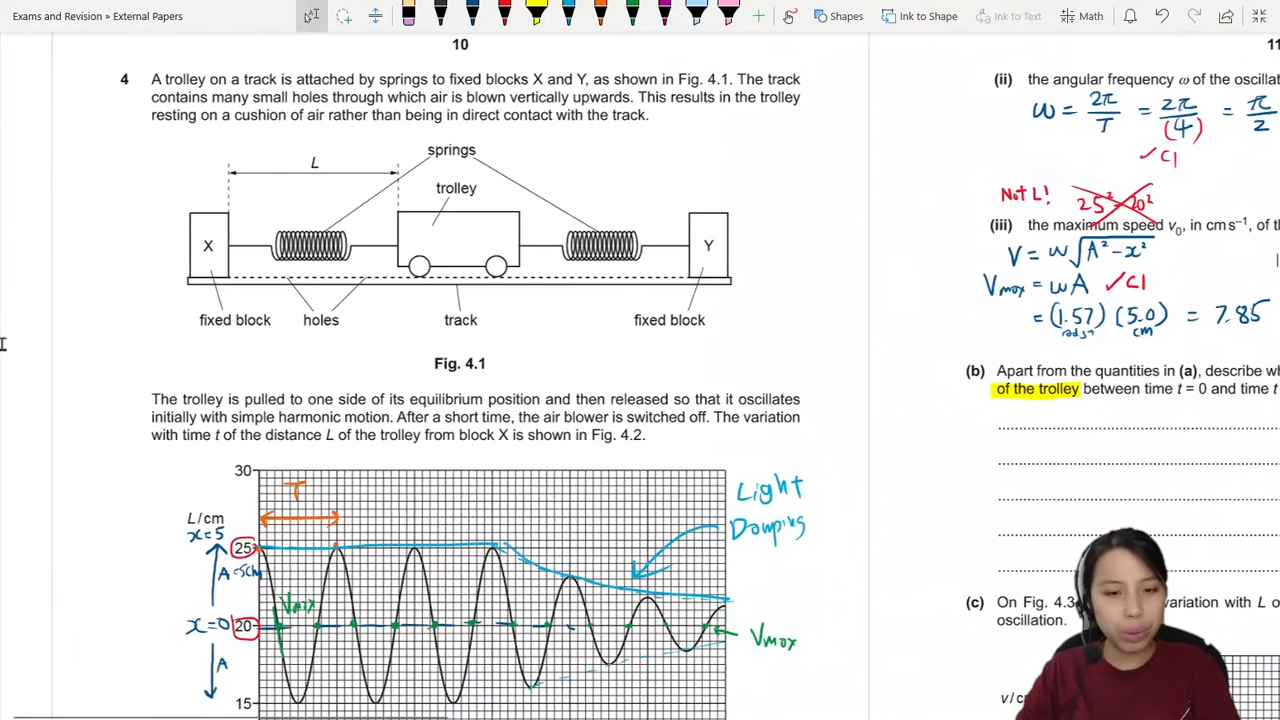 Exams and Revision » External Papers
Shapes
Ink to Shape
Ink to Text
Math
10
11
4 A trolley on a track is attached by springs to fixed blocks X and Y, as shown in Fig. 4.1. The track
contains many small holes through which air is blown vertically upwards. This results in the trolley
resting on a cushion of air rather than being in direct contact with the track.
springs
L
trolley
X
Y
fixed block
holes
track
fixed block
Fig. 4.1
The trolley is pulled to one side of its equilibrium position and then released so that it oscillates
initially with simple harmonic motion. After a short time, the air blower is switched off. The variation
with time t of the distance L of the trolley from block X is shown in Fig. 4.2.
30
T
Light
Damping
L/cm
x=5
25
A=5cm
Vmax
x=0
20
Vmax
A
15
(ii) the angular frequency ω of the oscilla
ω = 2π/T = 2π/(4) = π/2
✓C1
Not L!
25² - 20²
(iii) the maximum speed v₀, in cm s⁻¹, of t
V = ω√A²-x²
Vmax = ωA ✓C1
= (1.57) (5.0) = 7.85
cm
(b) Apart from the quantities in (a), describe w
of the trolley between time t = 0 and time t
(c) On Fig. 4.3 variation with L o
oscillation.
v/c